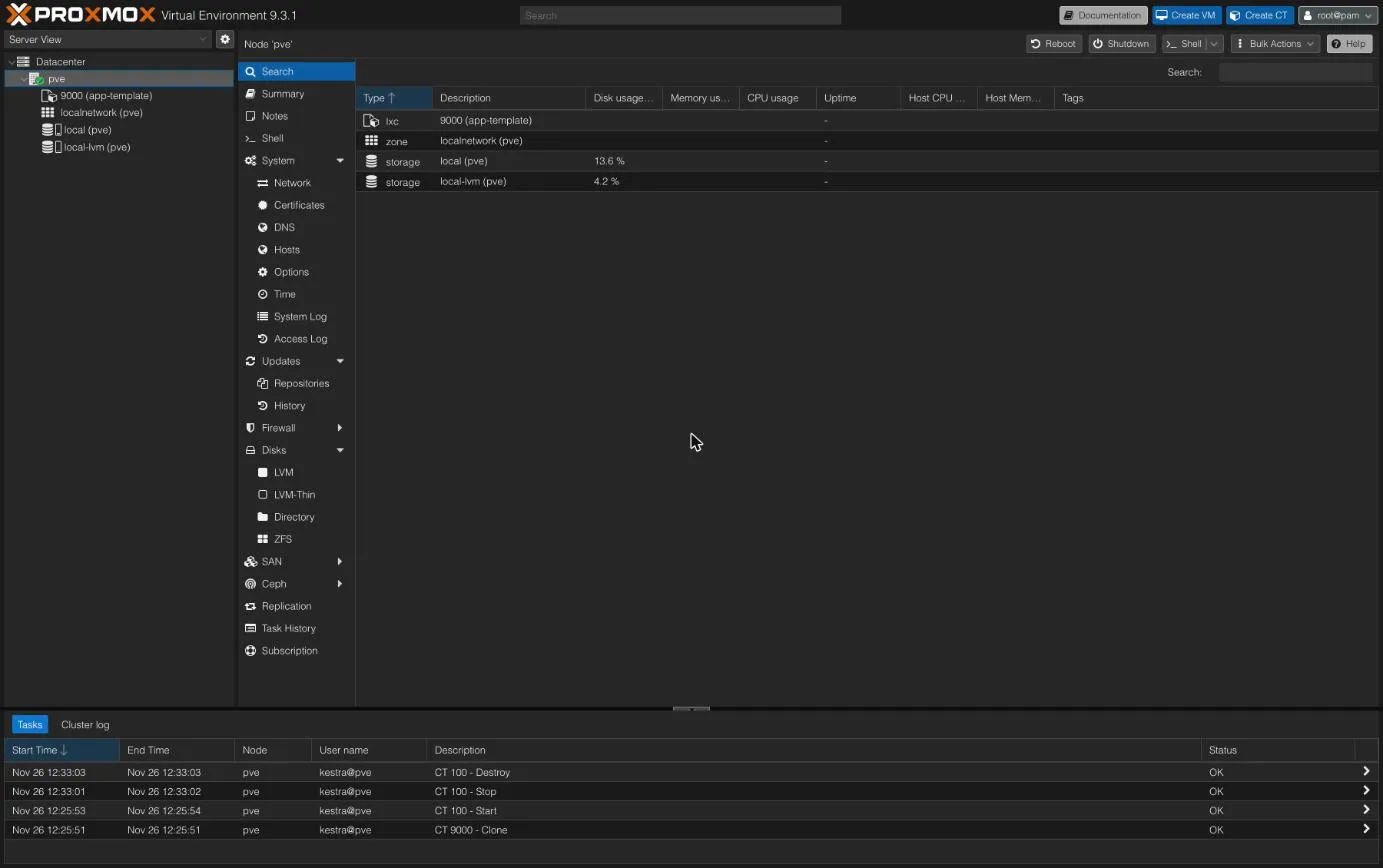 PROXMOX Virtual Environment 9.3.1
Search
Documentation
Create VM
Create CT
root@pam
Server View
Node 'pve'
Reboot
Shutdown
Shell
Bulk Actions
Help
Datacenter
pve
9000 (app-template)
localnetwork (pve)
local (pve)
local-lvm (pve)
Search
Summary
Notes
Shell
System
Network
Certificates
DNS
Hosts
Options
Time
System Log
Access Log
Updates
Repositories
History
Firewall
Disks
LVM
LVM-Thin
Directory
ZFS
SAN
Ceph
Replication
Task History
Subscription
Search:
Type ↑ Description Disk usage... Memory us... CPU usage Uptime Host CPU ... Host Mem... Tags
lxc 9000 (app-template) -
zone localnetwork (pve) -
storage local (pve) 13.6 % -
storage local-lvm (pve) 4.2 % -
Tasks Cluster log
Start Time ↓ End Time Node User name Description Status
Nov 26 12:33:03 Nov 26 12:33:03 pve kestra@pve CT 100 - Destroy OK
Nov 26 12:33:01 Nov 26 12:33:02 pve kestra@pve CT 100 - Stop OK
Nov 26 12:25:53 Nov 26 12:25:54 pve kestra@pve CT 100 - Start OK
Nov 26 12:25:51 Nov 26 12:25:51 pve kestra@pve CT 9000 - Clone OK